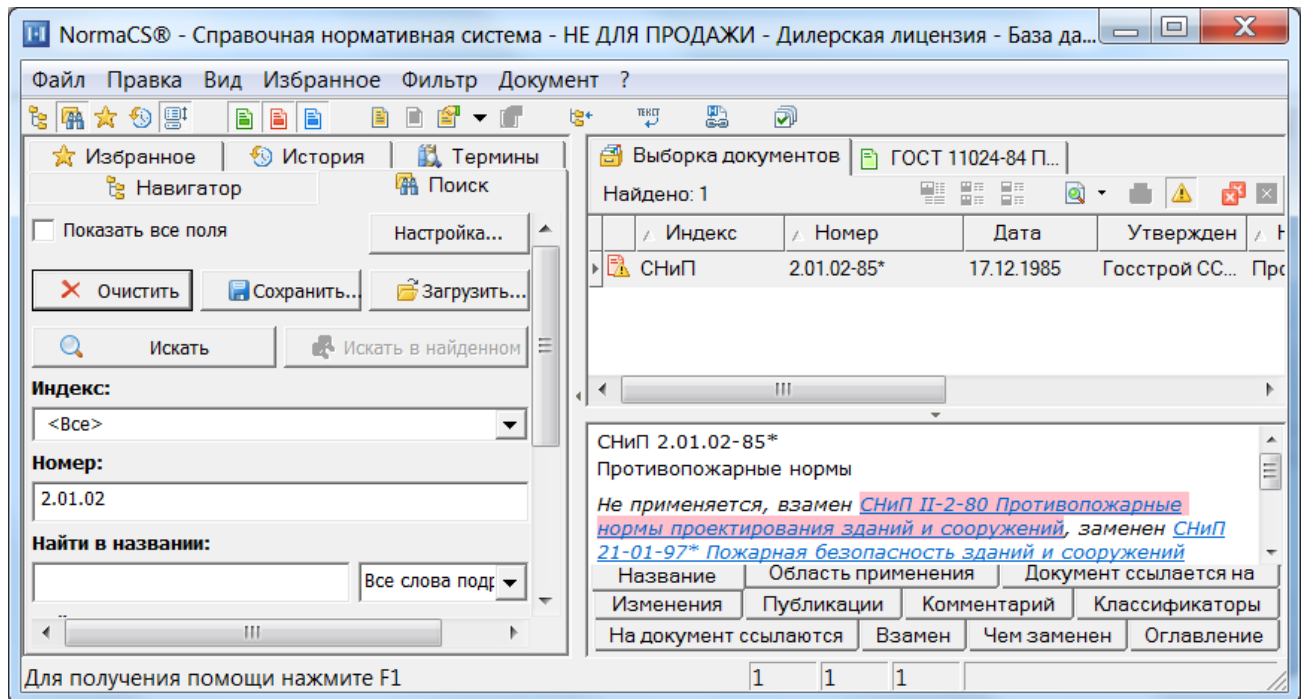 NormaCS® - Справочная нормативная система - НЕ ДЛЯ ПРОДАЖИ - Дилерская лицензия - База да...
Файл Правка Вид Избранное Фильтр Документ ?
ТЕКСТ
Избранное История Термины
Навигатор Поиск
Показать все поля Настройка...
Очистить Сохранить... Загрузить...
Искать Искать в найденном
Индекс:
<Все>
Номер:
2.01.02
Найти в названии:
Все слова подр
Выборка документов ГОСТ 11024-84 П...
Найдено: 1
Индекс Номер Дата Утвержден Н
СНиП 2.01.02-85* 17.12.1985 Госстрой СС... Про
СНиП 2.01.02-85*
Противопожарные нормы
Не применяется, взамен СНиП II-2-80 Противопожарные
нормы проектирования зданий и сооружений, заменен СНиП
21-01-97* Пожарная безопасность зданий и сооружений
Название Область применения Документ ссылается на
Изменения Публикации Комментарий Классификаторы
На документ ссылаются Взамен Чем заменен Оглавление
Для получения помощи нажмите F1 1 1 1